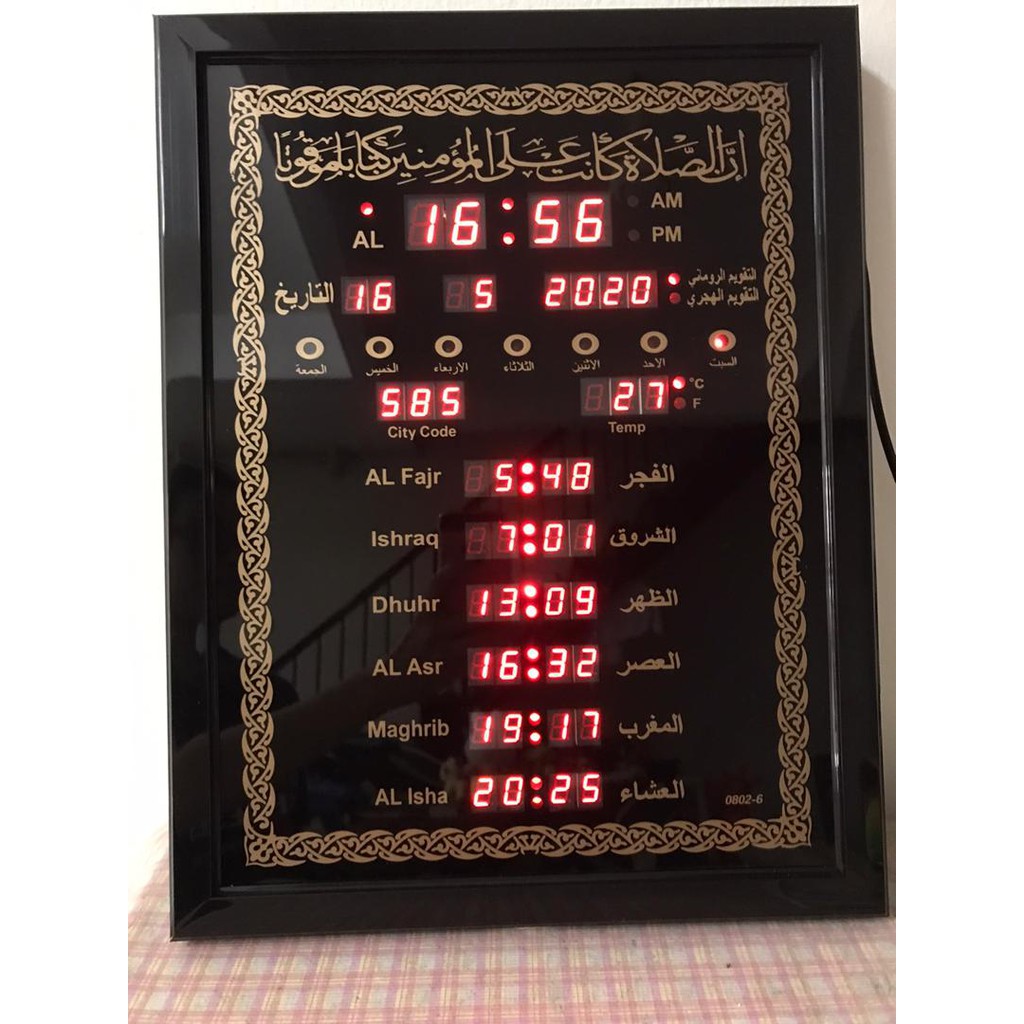 إن الصلاة كانت على المؤمنين كتابا موقوتا
AL 16:56 AM
PM
التاريخ 16 5 2020 التقويم الروماني
التقويم الهجري
الجمعة الخميس الاربعاء الثلاثاء الاثنين الاحد السبت
585 27 °C
F
City Code Temp
AL Fajr 5:48 الفجر
Ishraq 7:01 الشروق
Dhuhr 13:09 الظهر
AL Asr 16:32 العصر
Maghrib 19:17 المغرب
AL Isha 20:25 العشاء
0802-6